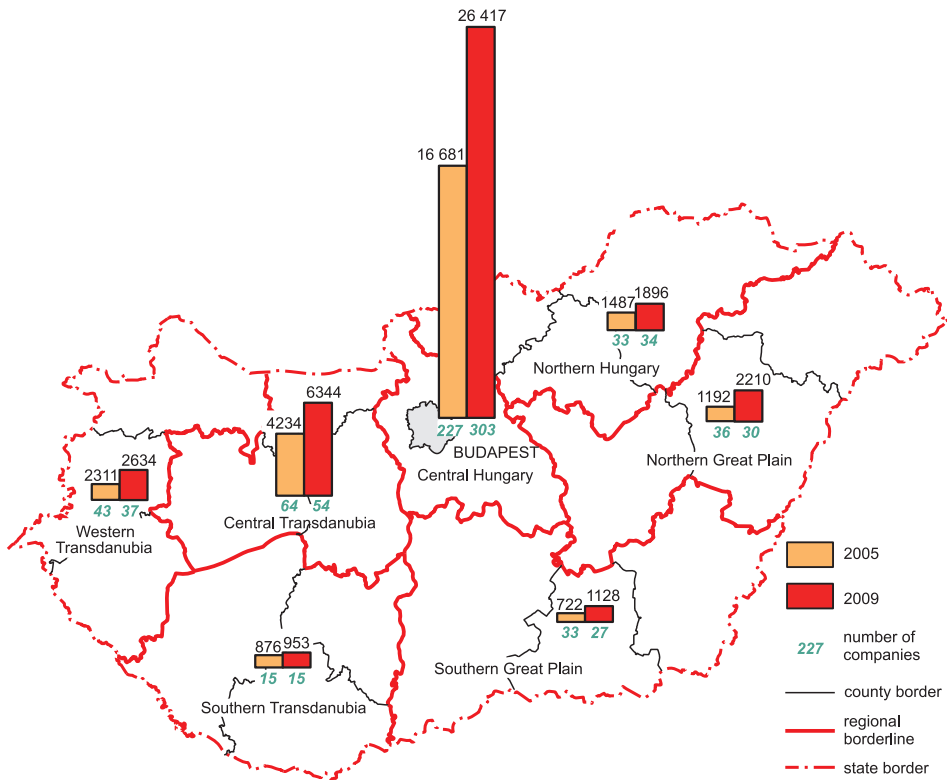 26 417
16 681
1487 1896
33 34
Northern Hungary
1192 2210
36 30
Northern Great Plain
227 303
BUDAPEST
Central Hungary
4234 6344
64 54
Central Transdanubia
2311 2634
43 37
Western
Transdanubia
876 953
15 15
Southern Transdanubia
722 1128
33 27
Southern Great Plain
2005
2009
227 number of
companies
county border
regional
borderline
state border